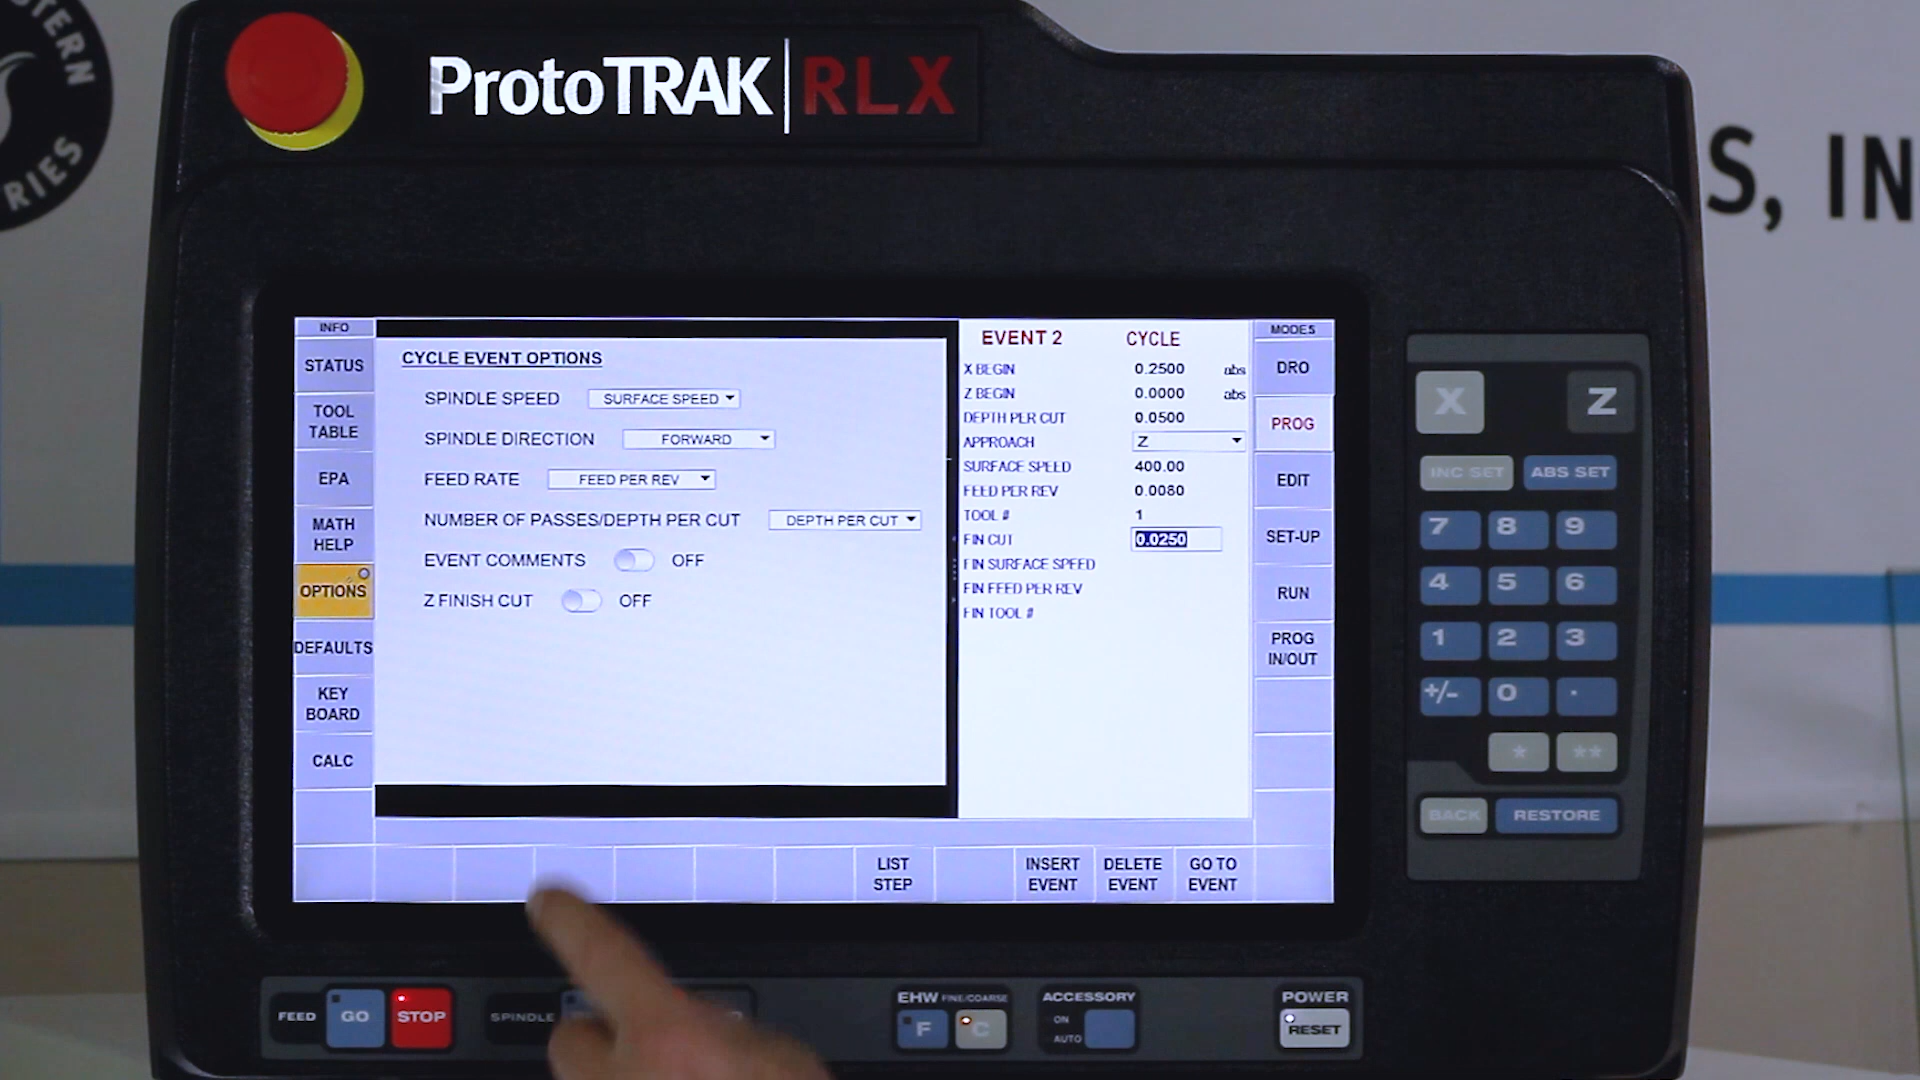 TERN
RIES
ProtoTRAK RLX
S, IN
INFO
STATUS
TOOL
TABLE
EPA
MATH
HELP
OPTIONS
DEFAULTS
KEY
BOARD
CALC
CYCLE EVENT OPTIONS
SPINDLE SPEED SURFACE SPEED
SPINDLE DIRECTION FORWARD
FEED RATE FEED PER REV
NUMBER OF PASSES/DEPTH PER CUT DEPTH PER CUT
EVENT COMMENTS OFF
Z FINISH CUT OFF
EVENT 2 CYCLE
X BEGIN 0.2500 abs
Z BEGIN 0.0000 abs
DEPTH PER CUT 0.0500
APPROACH Z
SURFACE SPEED 400.00
FEED PER REV 0.0080
TOOL # 1
FIN CUT 0.0250
FIN SURFACE SPEED
FIN FEED PER REV
FIN TOOL #
MODES
DRO
PROG
EDIT
SET-UP
RUN
PROG
IN/OUT
LIST
STEP
INSERT
EVENT
DELETE
EVENT
GO TO
EVENT
X Z
INC SET ABS SET
7 8 9
4 5 6
1 2 3
+/- 0 .
* **
BACK RESTORE
FEED GO STOP
SPINDLE
EHW FINE/COARSE
F C
ACCESSORY
ON
AUTO
POWER
RESET